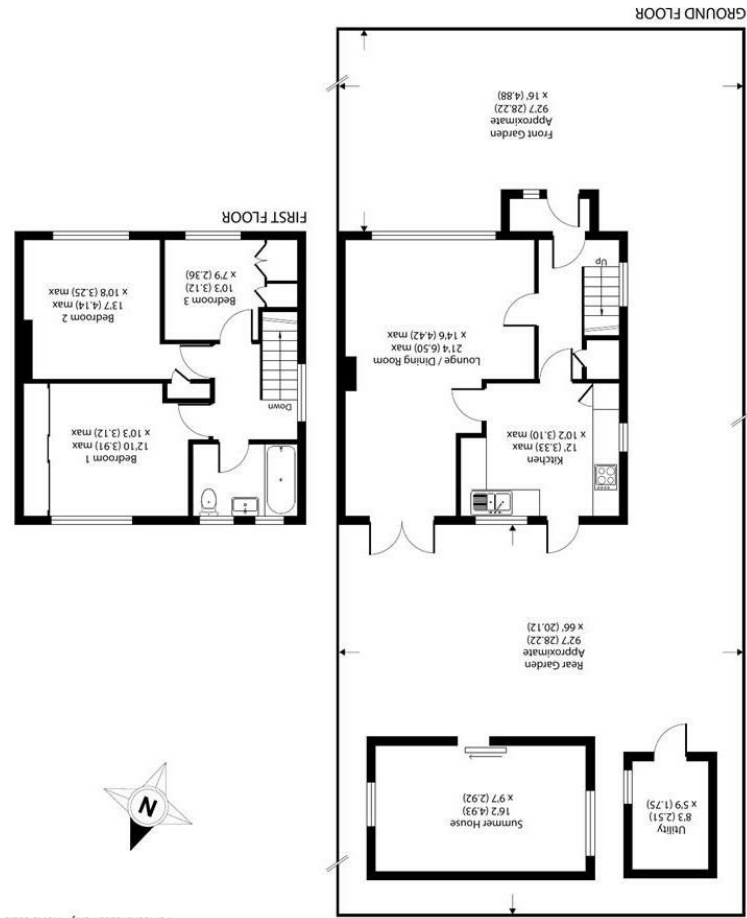 Utility
8'3 (2.51)
x 5'9 (1.75)
Summer House
16'2 (4.93)
x 9'7 (2.92)
N
Rear Garden
Approximate
92'7 (28.22)
x 66' (20.12)
Kitchen
12' (3.33) max
x 10'2 (3.10) max
Lounge / Dining Room
21'4 (6.50) max
x 14'6 (4.42) max
Up
Front Garden
Approximate
92'7 (28.22)
x 16' (4.88)
GROUND FLOOR
Bedroom 1
12'10 (3.91) max
x 10'3 (3.12) max
Down
Bedroom 2
13'7 (4.14) max
x 10'8 (3.25) max
Bedroom 3
10'3 (3.12)
x 7'9 (2.36)
FIRST FLOOR